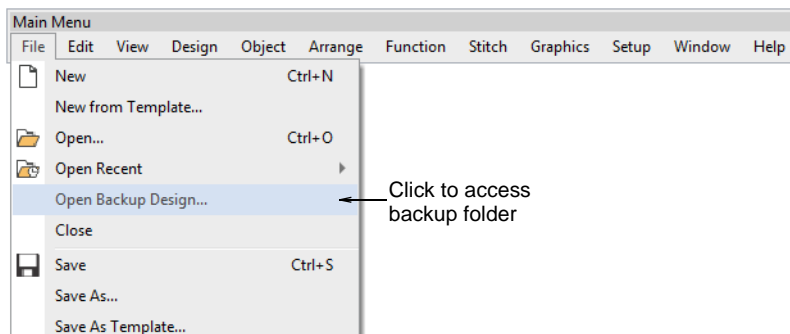 Main Menu
File Edit View Design Object Arrange Function Stitch Graphics Setup Window Help
New Ctrl+N
New from Template...
Open... Ctrl+O
Open Recent
Open Backup Design...
Click to access
backup folder
Close
Save Ctrl+S
Save As...
Save As Template...